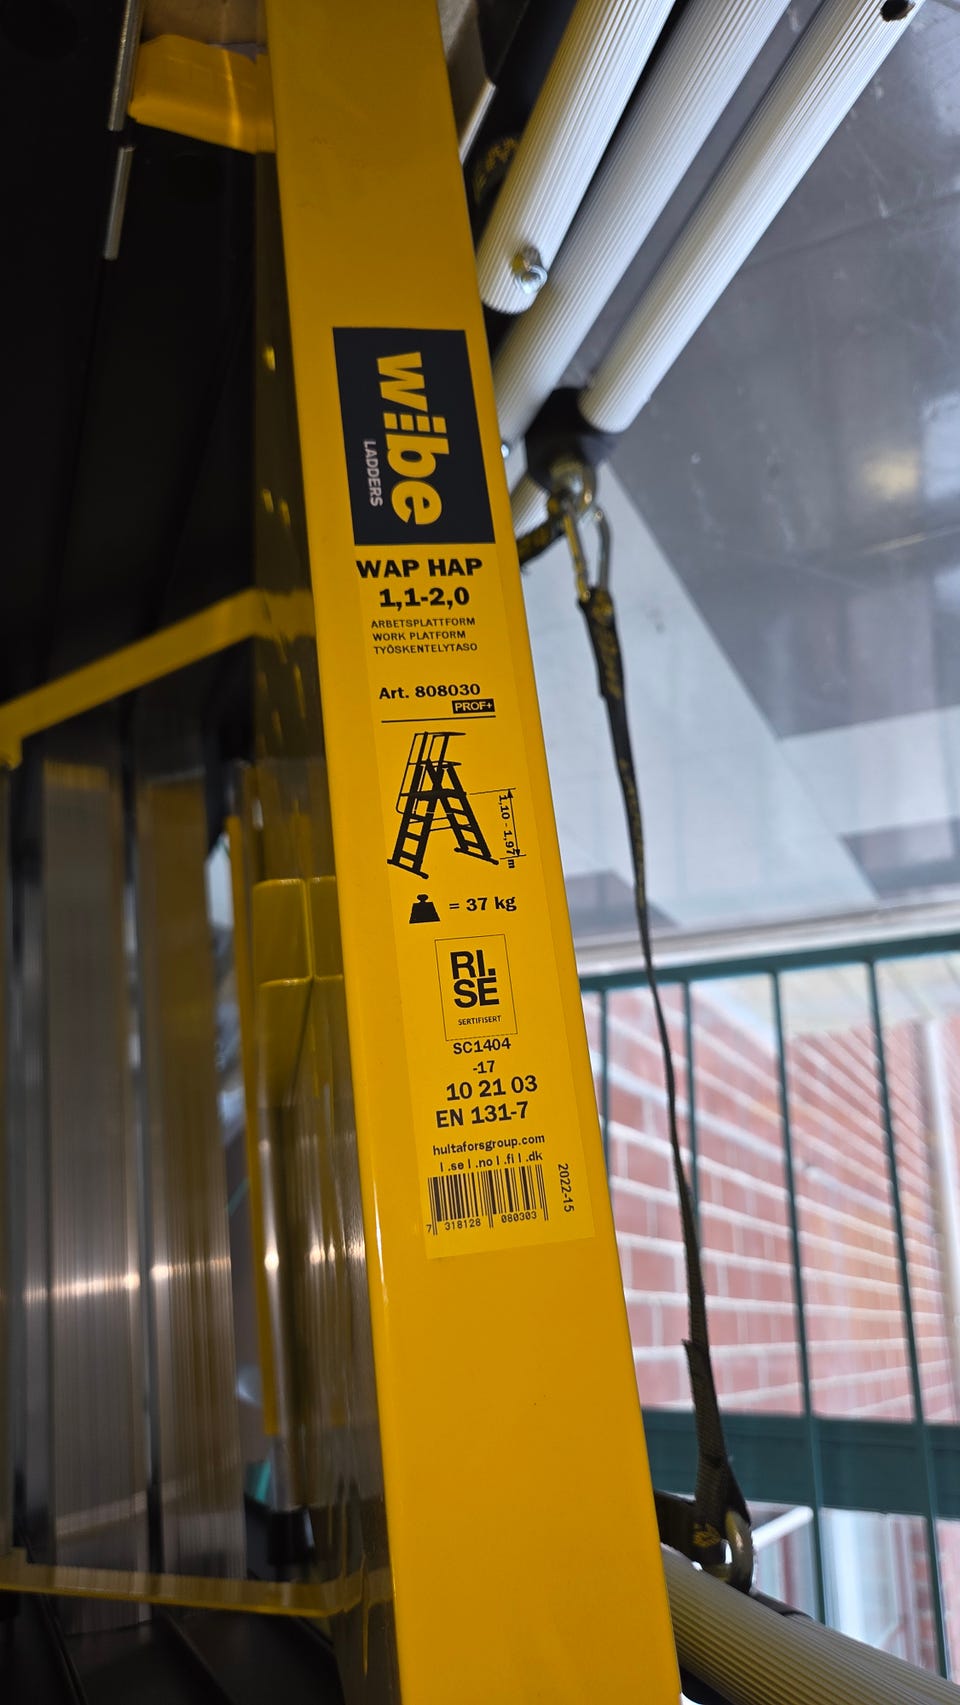 wibe
LADDERS
WAP HAP
1,1-2,0
ARBETSPLATTFORM
WORK PLATFORM
TYÖSKENTELYTASO
Art. 808030
PROF+
1,10 - 1,97 m
= 37 kg
RI.
SE
SERTIFISERT
SC1404
-17
10 21 03
EN 131-7
hultaforsgroup.com
| .se | .no | .fi | .dk
2022-15
7 318128 080303